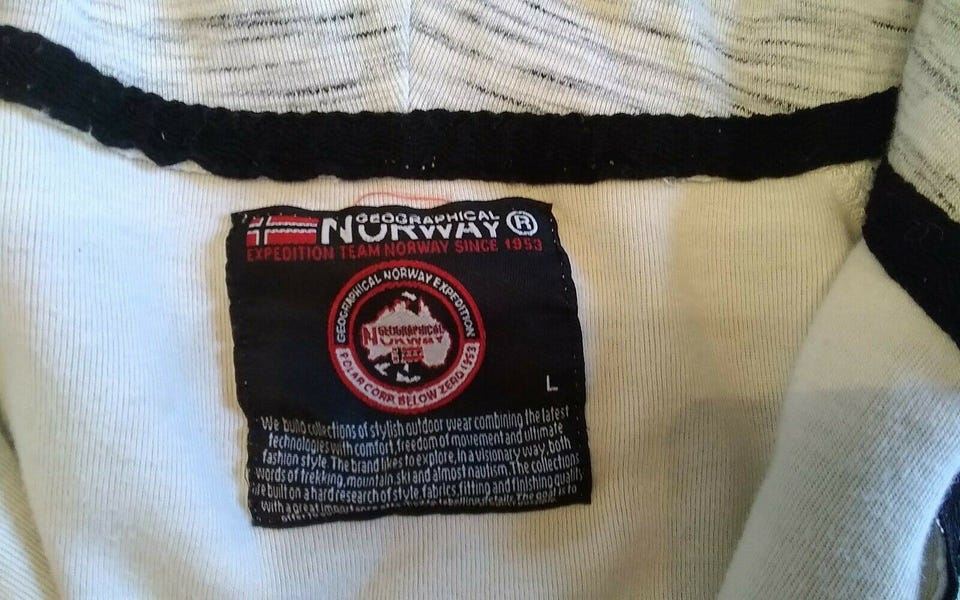 GEOGRAPHICAL
NORWAY ®
EXPEDITION TEAM NORWAY SINCE 1953
GEOGRAPHICAL NORWAY EXPEDITION
GEOGRAPHICAL
NORWAY
POLAR CORP. BELOW ZERO 1953
L
We build collections of stylish outdoor wear combining the latest
technologies with comfort freedom of movement and ultimate
fashion style. The brand likes to explore, in a visionary way, both
words of trekking, mountain ski and almost nautism. The collections
are built on a hard research of style fabrics, fitting and finishing quality
with a great importance